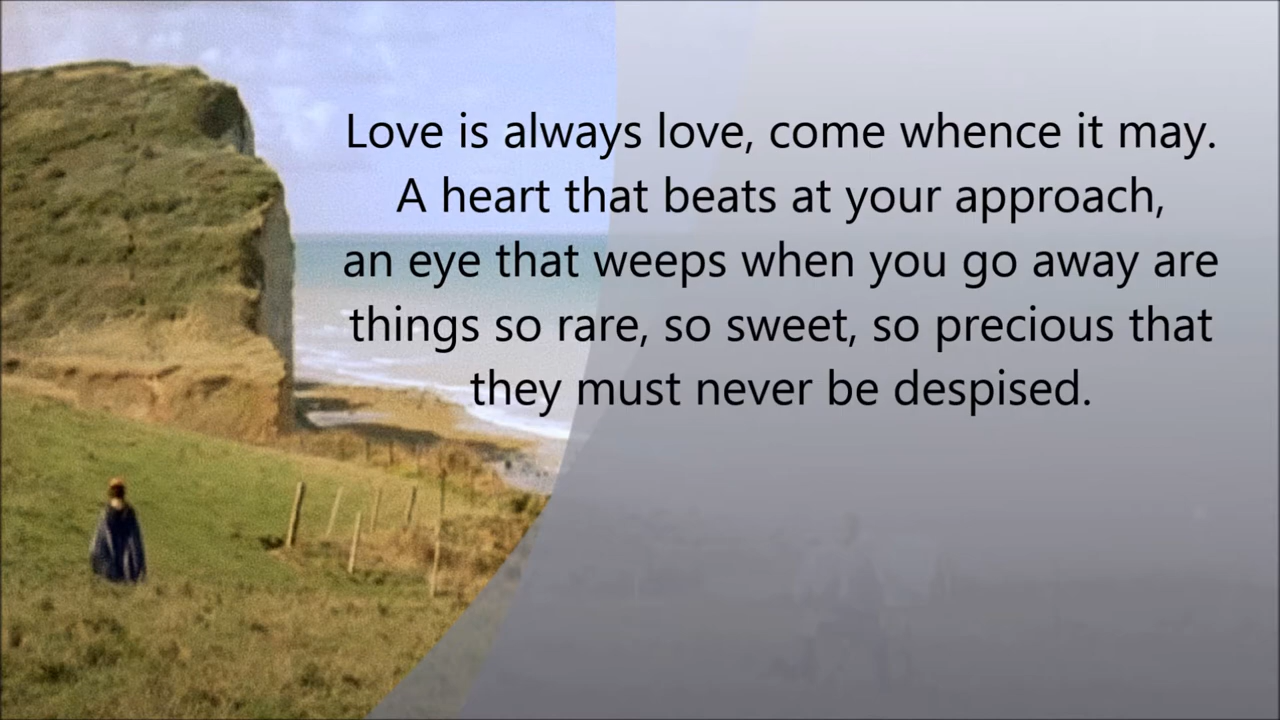 Love is always love, come whence it may.
A heart that beats at your approach,
an eye that weeps when you go away are
things so rare, so sweet, so precious that
they must never be despised.